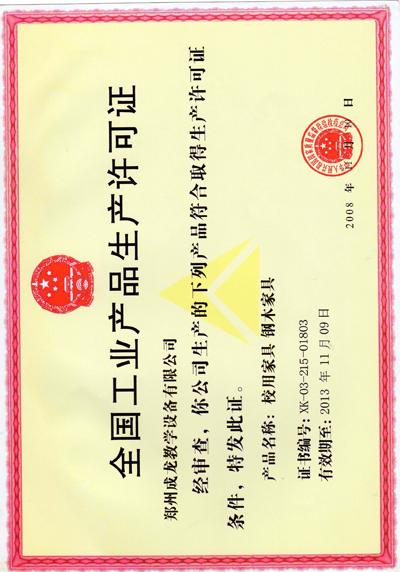 全国工业产品生产许可证
郑州成龙教学设备有限公司
经审查，你公司生产的下列产品符合取得生产许可证
条件，特发此证。
产品名称：校用家具 钢木家具
证书编号：XK-03-215-01803
有效期至：2013 年 11 月 09 日
2008 年 月 日